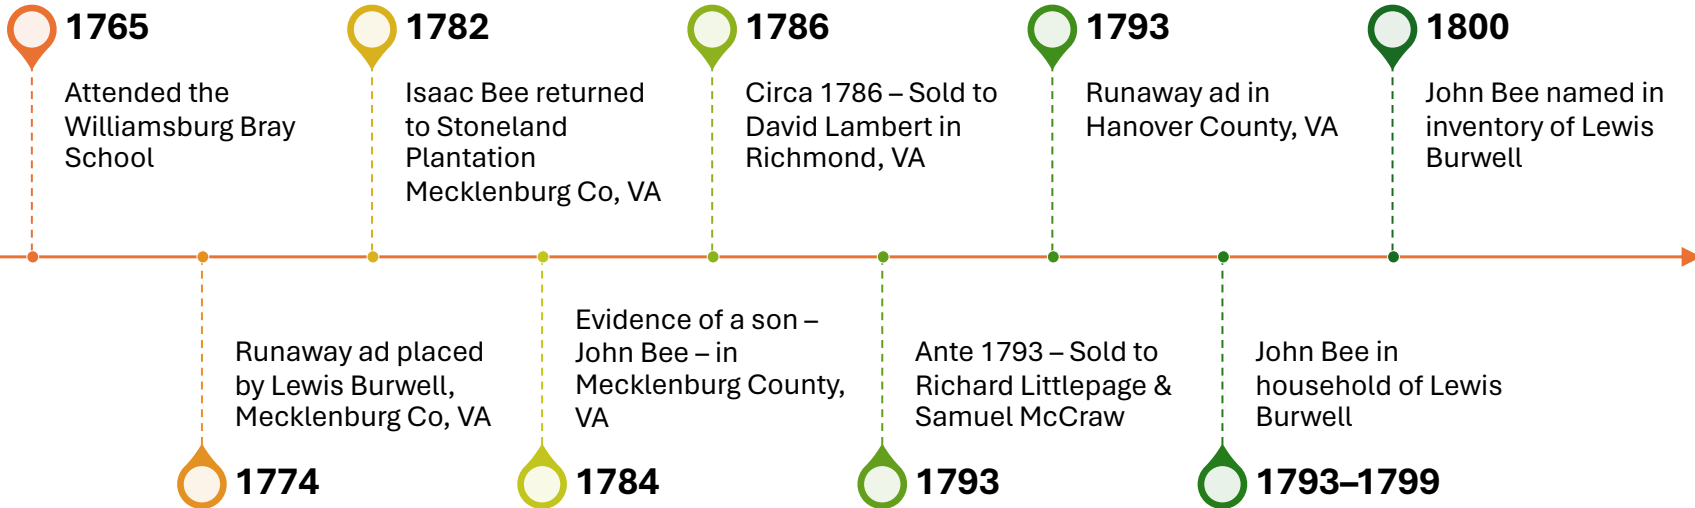 1765
Attended the
Williamsburg Bray
School
1774
Runaway ad placed
by Lewis Burwell,
Mecklenburg Co, VA
1782
Isaac Bee returned
to Stoneland
Plantation
Mecklenburg Co, VA
1784
Evidence of a son –
John Bee – in
Mecklenburg County,
VA
1786
Circa 1786 – Sold to
David Lambert in
Richmond, VA
1793
Ante 1793 – Sold to
Richard Littlepage &
Samuel McCraw
1793
Runaway ad in
Hanover County, VA
1793–1799
John Bee in
household of Lewis
Burwell
1800
John Bee named in
inventory of Lewis
Burwell